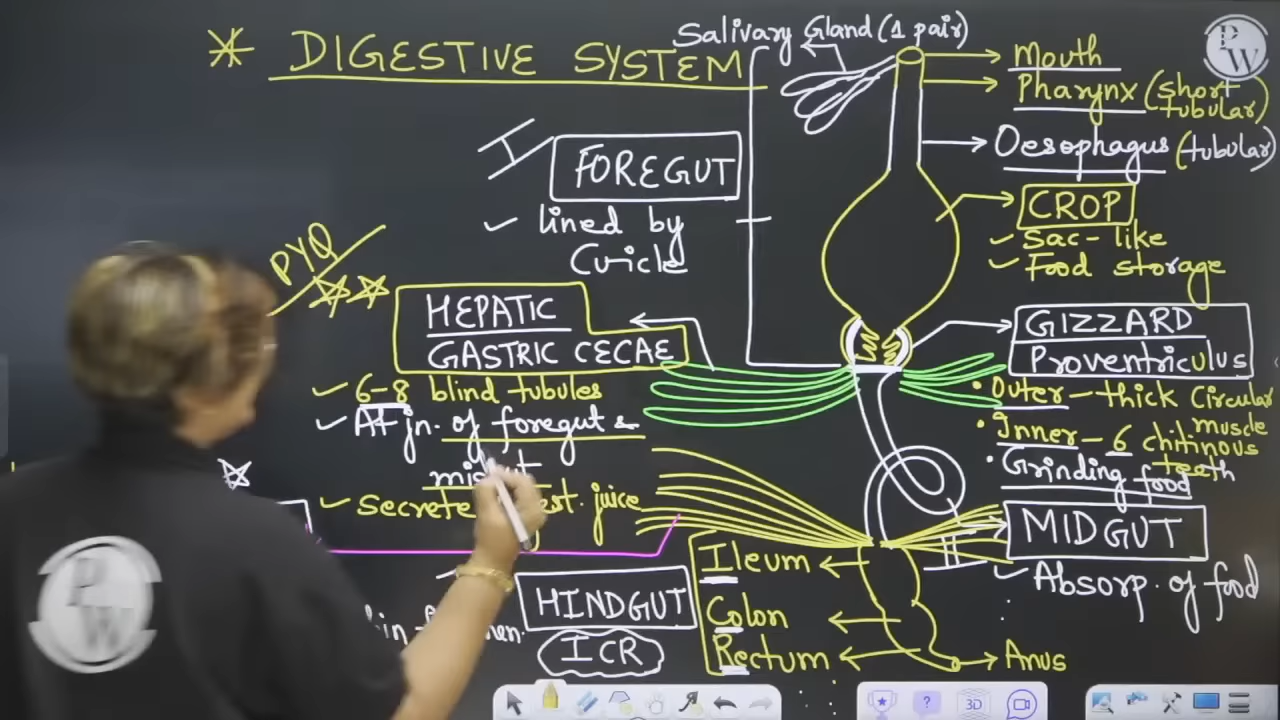 Salivary Gland (1 pair)
* DIGESTIVE SYSTEM
Mouth
Pharynx (short
tubular)
Oesophagus (tubular)
I
FOREGUT
lined by
Cuticle
CROP
Sac-like
Food storage
PYQ
HEPATIC
GASTRIC CECAE
6-8 blind tubules
At jn. of foregut &
secrete
juice
GIZZARD
Proventriculus
• Outer - thick Circular
muscle
• Inner - 6 chitinous
teeth
• Grinding food
MIDGUT
Absorp. of food
HINDGUT
ICR
Ileum
Colon
Rectum
Anus
PW
PW
3D